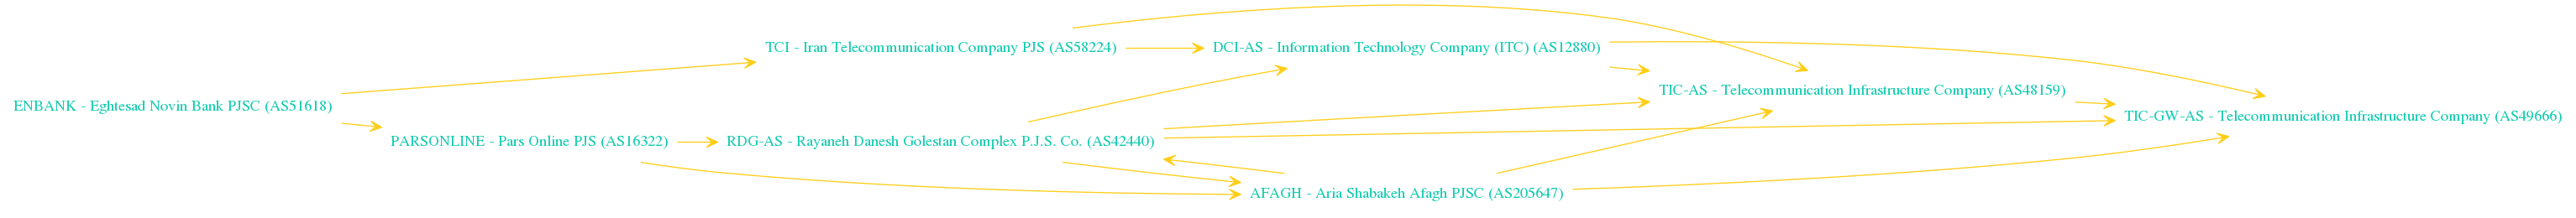 TCI - Iran Telecommunication Company PJS (AS58224)
DCI-AS - Information Technology Company (ITC) (AS12880)
TIC-AS - Telecommunication Infrastructure Company (AS48159)
ENBANK - Eghtesad Novin Bank PJSC (AS51618)
TIC-GW-AS - Telecommunication Infrastructure Company (AS49666)
PARSONLINE - Pars Online PJS (AS16322)
RDG-AS - Rayaneh Danesh Golestan Complex P.J.S. Co. (AS42440)
AFAGH - Aria Shabakeh Afagh PJSC (AS205647)